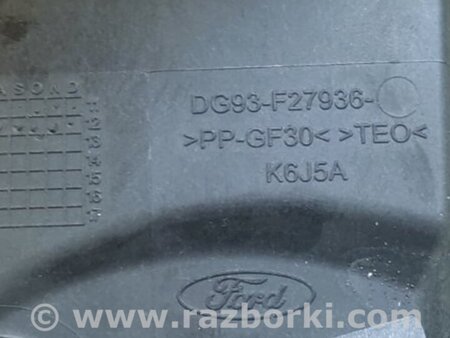 A S O N D
11
12
13
14
15
16
17
DG93-F27936-
>PP-GF30< >TEO<
K6J5A
Ford
© www.razborki.com